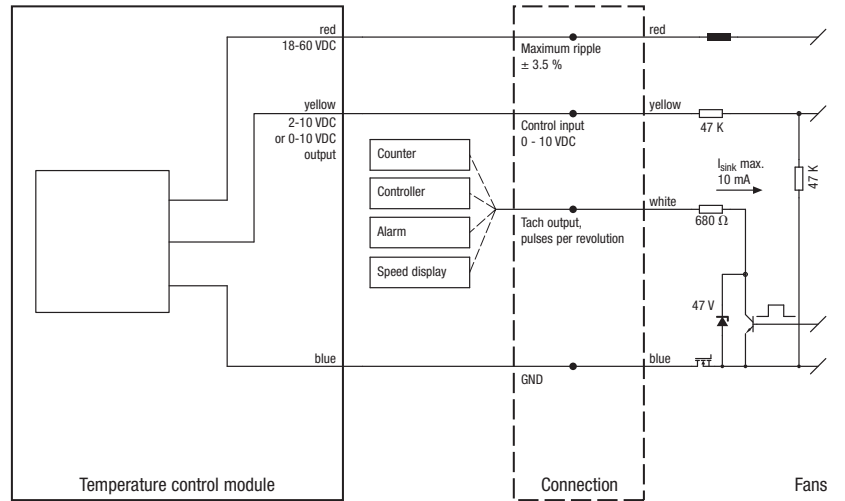 red
18-60 VDC
Maximum ripple
± 3.5 %
red
yellow
2-10 VDC
or 0-10 VDC
output
Control input
0 - 10 VDC
yellow
47 K
47 K
Counter
Controller
Alarm
Speed display
Isink max.
10 mA
white
680 Ω
Tach output,
pulses per revolution
47 V
blue
GND
blue
Temperature control module
Connection
Fans